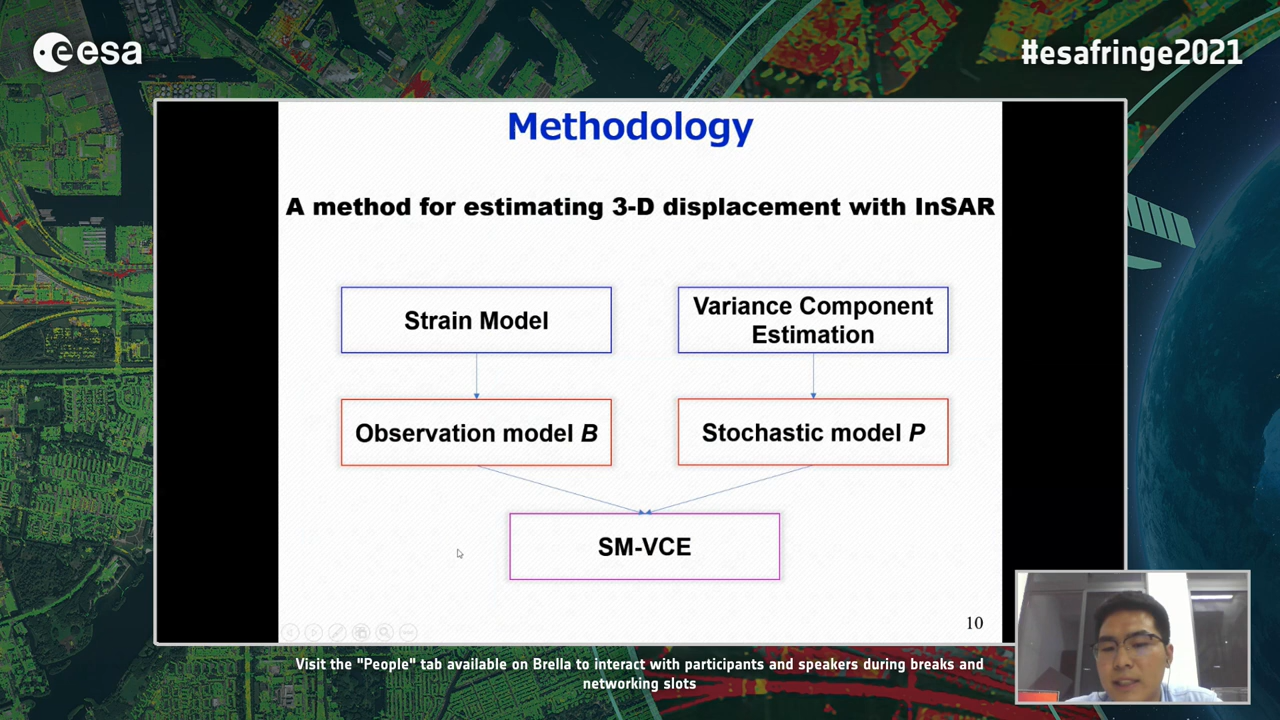 esa
#esafringe2021
Methodology
A method for estimating 3-D displacement with InSAR
Strain Model
Variance Component
Estimation
Observation model B
Stochastic model P
SM-VCE
10
Visit the "People" tab available on Brella to interact with participants and speakers during breaks and
networking slots